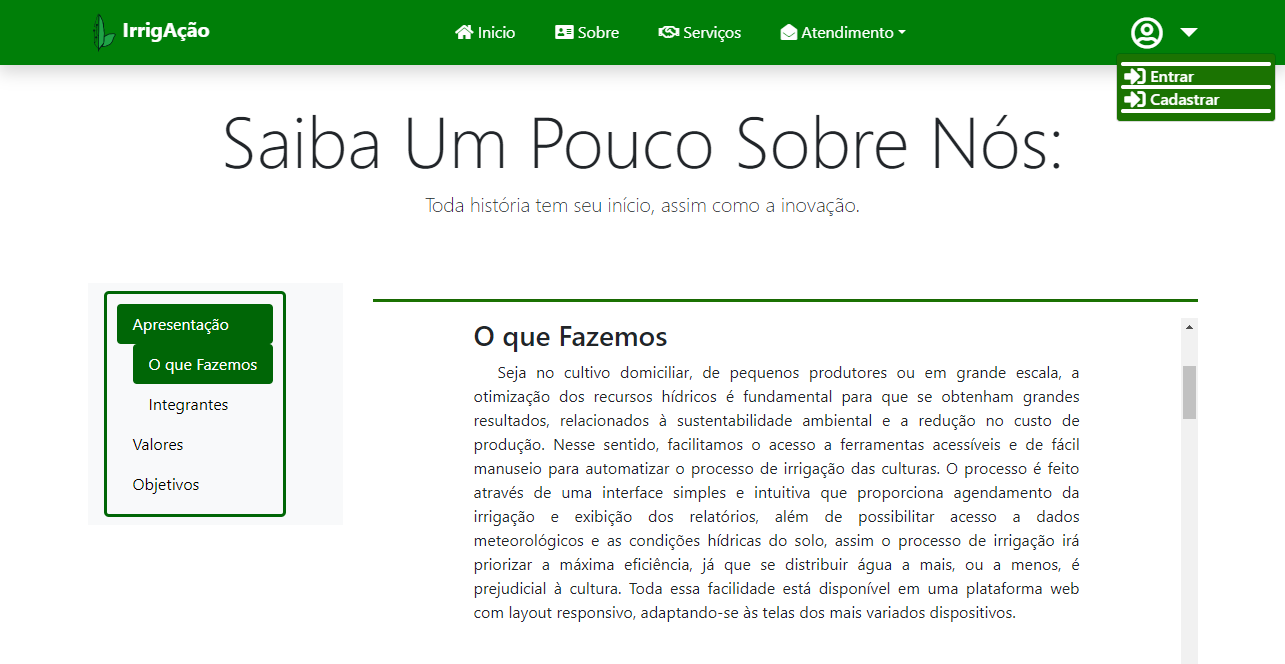 IrrigAção
Inicio
Sobre
Serviços
Atendimento
Entrar
Cadastrar
Saiba Um Pouco Sobre Nós:
Toda história tem seu início, assim como a inovação.
Apresentação
O que Fazemos
Integrantes
Valores
Objetivos
O que Fazemos
Seja no cultivo domiciliar, de pequenos produtores ou em grande escala, a
otimização dos recursos hídricos é fundamental para que se obtenham grandes
resultados, relacionados à sustentabilidade ambiental e a redução no custo de
produção. Nesse sentido, facilitamos o acesso a ferramentas acessíveis e de fácil
manuseio para automatizar o processo de irrigação das culturas. O processo é feito
através de uma interface simples e intuitiva que proporciona agendamento da
irrigação e exibição dos relatórios, além de possibilitar acesso a dados
meteorológicos e as condições hídricas do solo, assim o processo de irrigação irá
priorizar a máxima eficiência, já que se distribuir água a mais, ou a menos, é
prejudicial à cultura. Toda essa facilidade está disponível em uma plataforma web
com layout responsivo, adaptando-se às telas dos mais variados dispositivos.